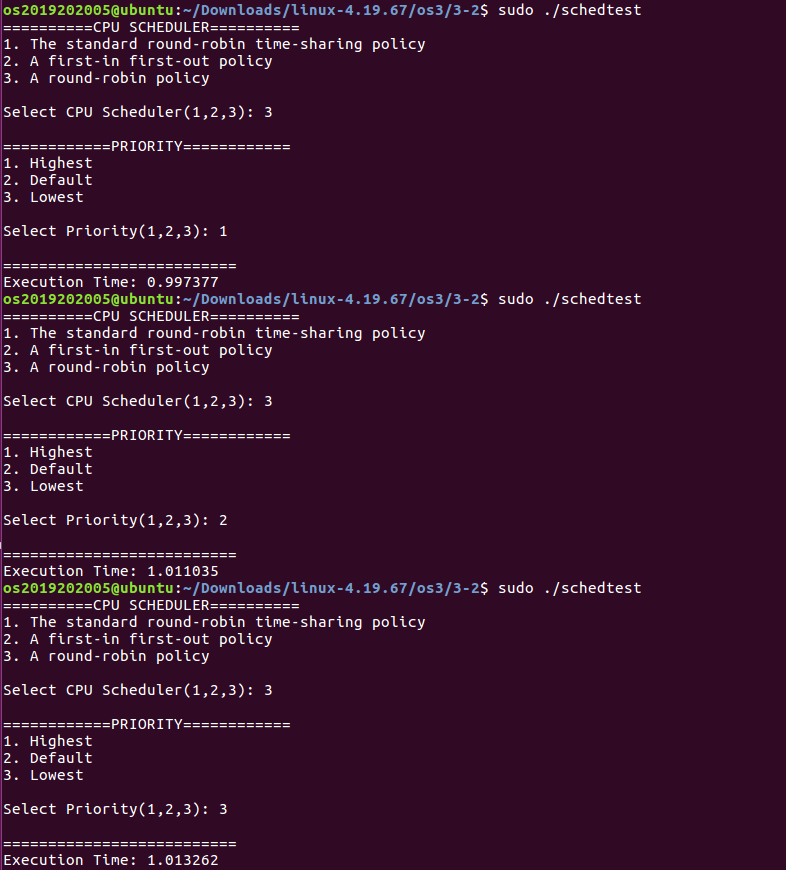 os2019202005@ubuntu:~/Downloads/linux-4.19.67/os3/3-2$ sudo ./schedtest
==========CPU SCHEDULER==========
1. The standard round-robin time-sharing policy
2. A first-in first-out policy
3. A round-robin policy
Select CPU Scheduler(1,2,3): 3
============PRIORITY============
1. Highest
2. Default
3. Lowest
Select Priority(1,2,3): 1
==========================
Execution Time: 0.997377
os2019202005@ubuntu:~/Downloads/linux-4.19.67/os3/3-2$ sudo ./schedtest
==========CPU SCHEDULER==========
1. The standard round-robin time-sharing policy
2. A first-in first-out policy
3. A round-robin policy
Select CPU Scheduler(1,2,3): 3
============PRIORITY============
1. Highest
2. Default
3. Lowest
Select Priority(1,2,3): 2
==========================
Execution Time: 1.011035
os2019202005@ubuntu:~/Downloads/linux-4.19.67/os3/3-2$ sudo ./schedtest
==========CPU SCHEDULER==========
1. The standard round-robin time-sharing policy
2. A first-in first-out policy
3. A round-robin policy
Select CPU Scheduler(1,2,3): 3
============PRIORITY============
1. Highest
2. Default
3. Lowest
Select Priority(1,2,3): 3
==========================
Execution Time: 1.013262